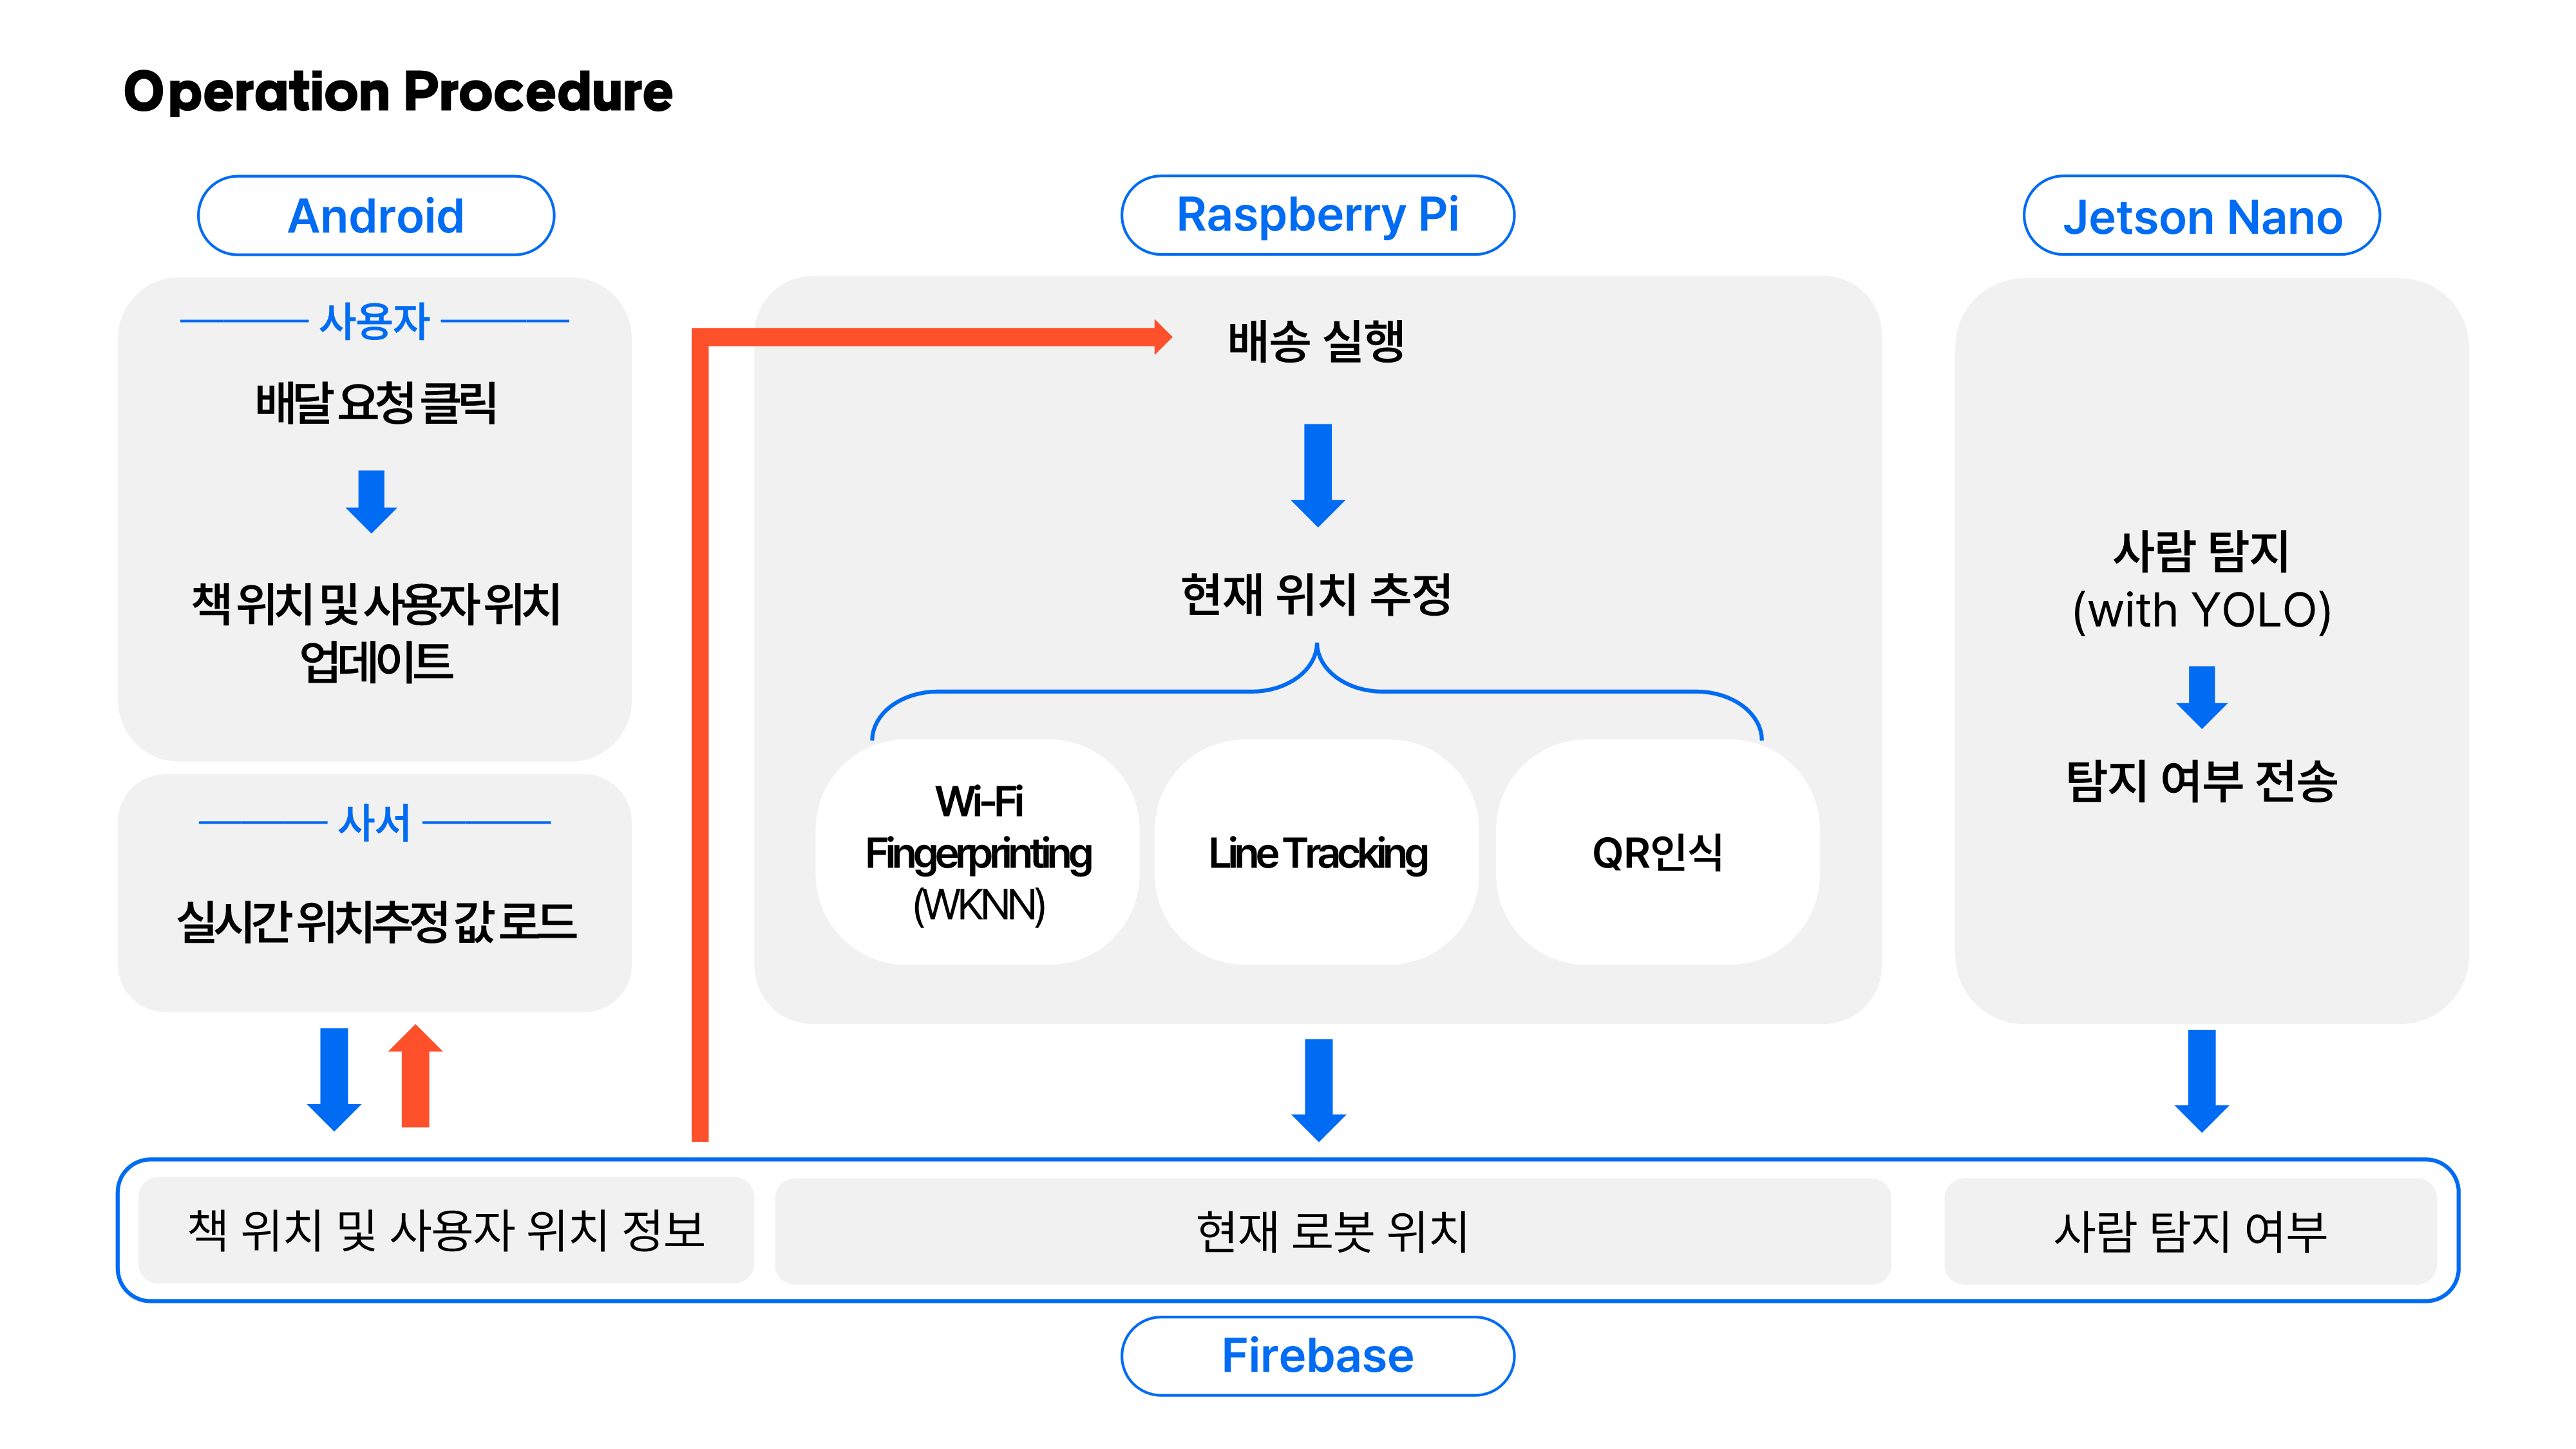 Operation Procedure
Android
사용자
배달 요청 클릭
책 위치 및 사용자 위치
업데이트
사서
실시간 위치추정 값 로드
Raspberry Pi
배송 실행
현재 위치 추정
Wi-Fi
Fingerprinting
(WKNN)
Line Tracking
QR인식
Jetson Nano
사람 탐지
(with YOLO)
탐지 여부 전송
책 위치 및 사용자 위치 정보
현재 로봇 위치
사람 탐지 여부
Firebase